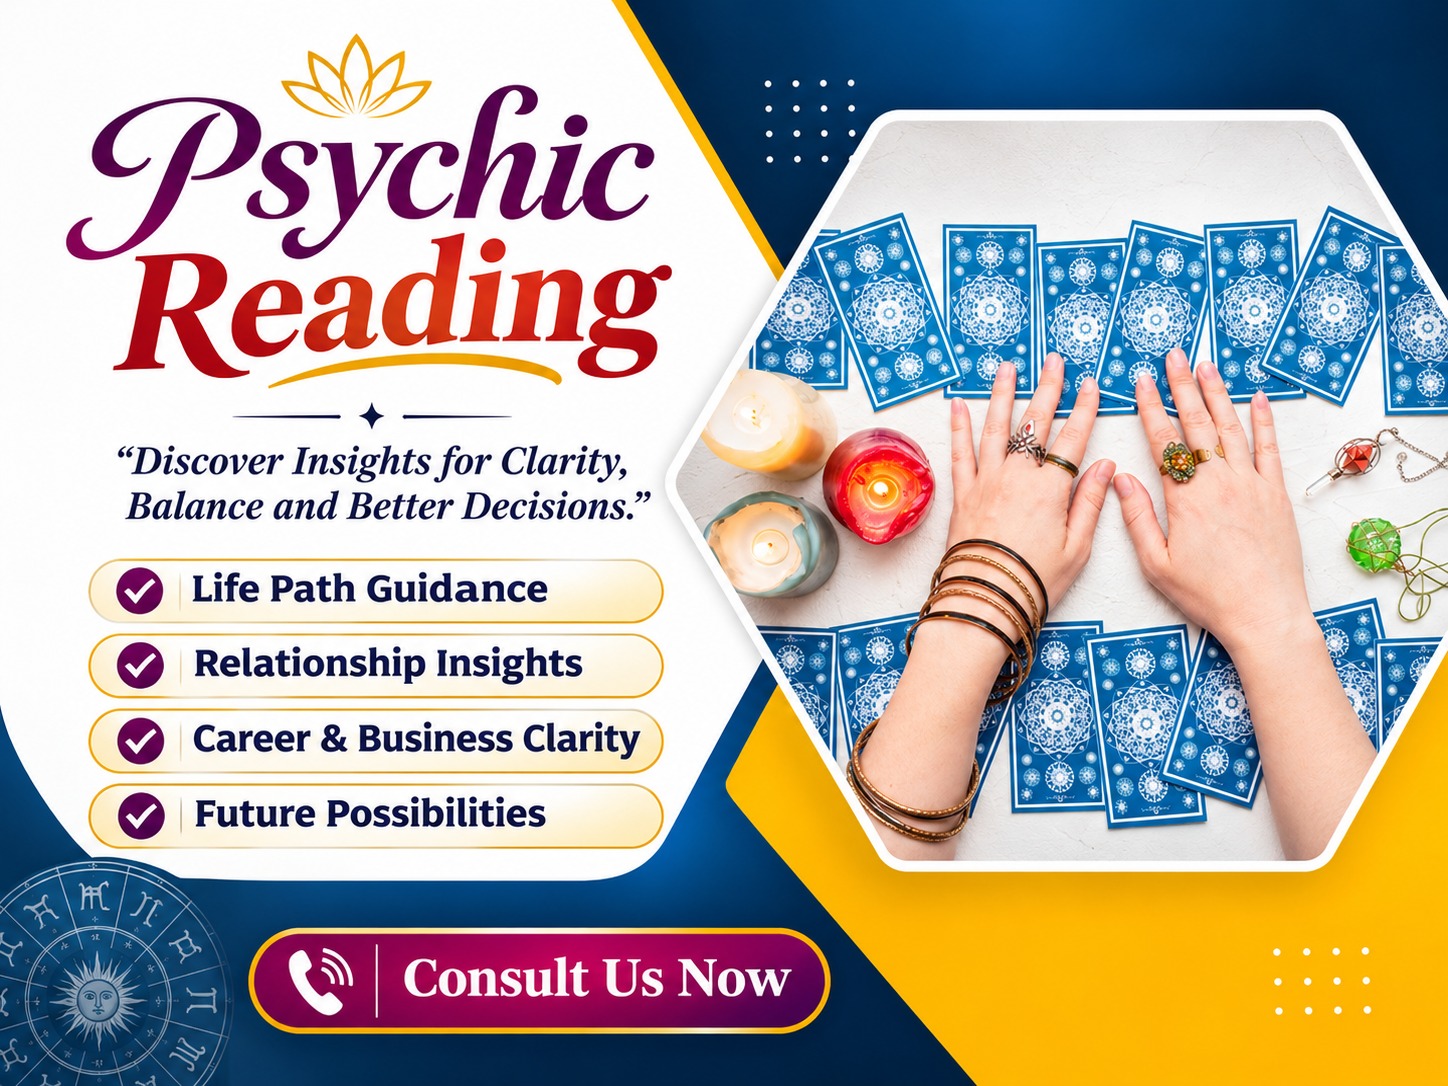 Psychic
Reading
“Discover Insights for Clarity,
Balance and Better Decisions.”
Life Path Guidance
Relationship Insights
Career & Business Clarity
Future Possibilities
Consult Us Now